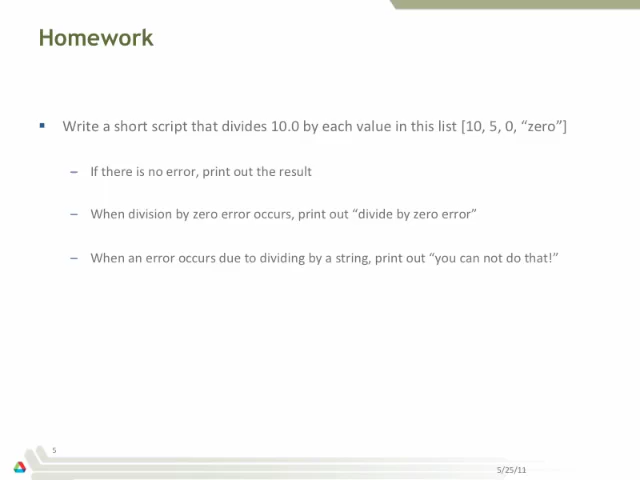 Homework
▪ Write a short script that divides 10.0 by each value in this list [10, 5, 0, “zero”]
– If there is no error, print out the result
– When division by zero error occurs, print out “divide by zero error”
– When an error occurs due to dividing by a string, print out “you can not do that!”
5
5/25/11